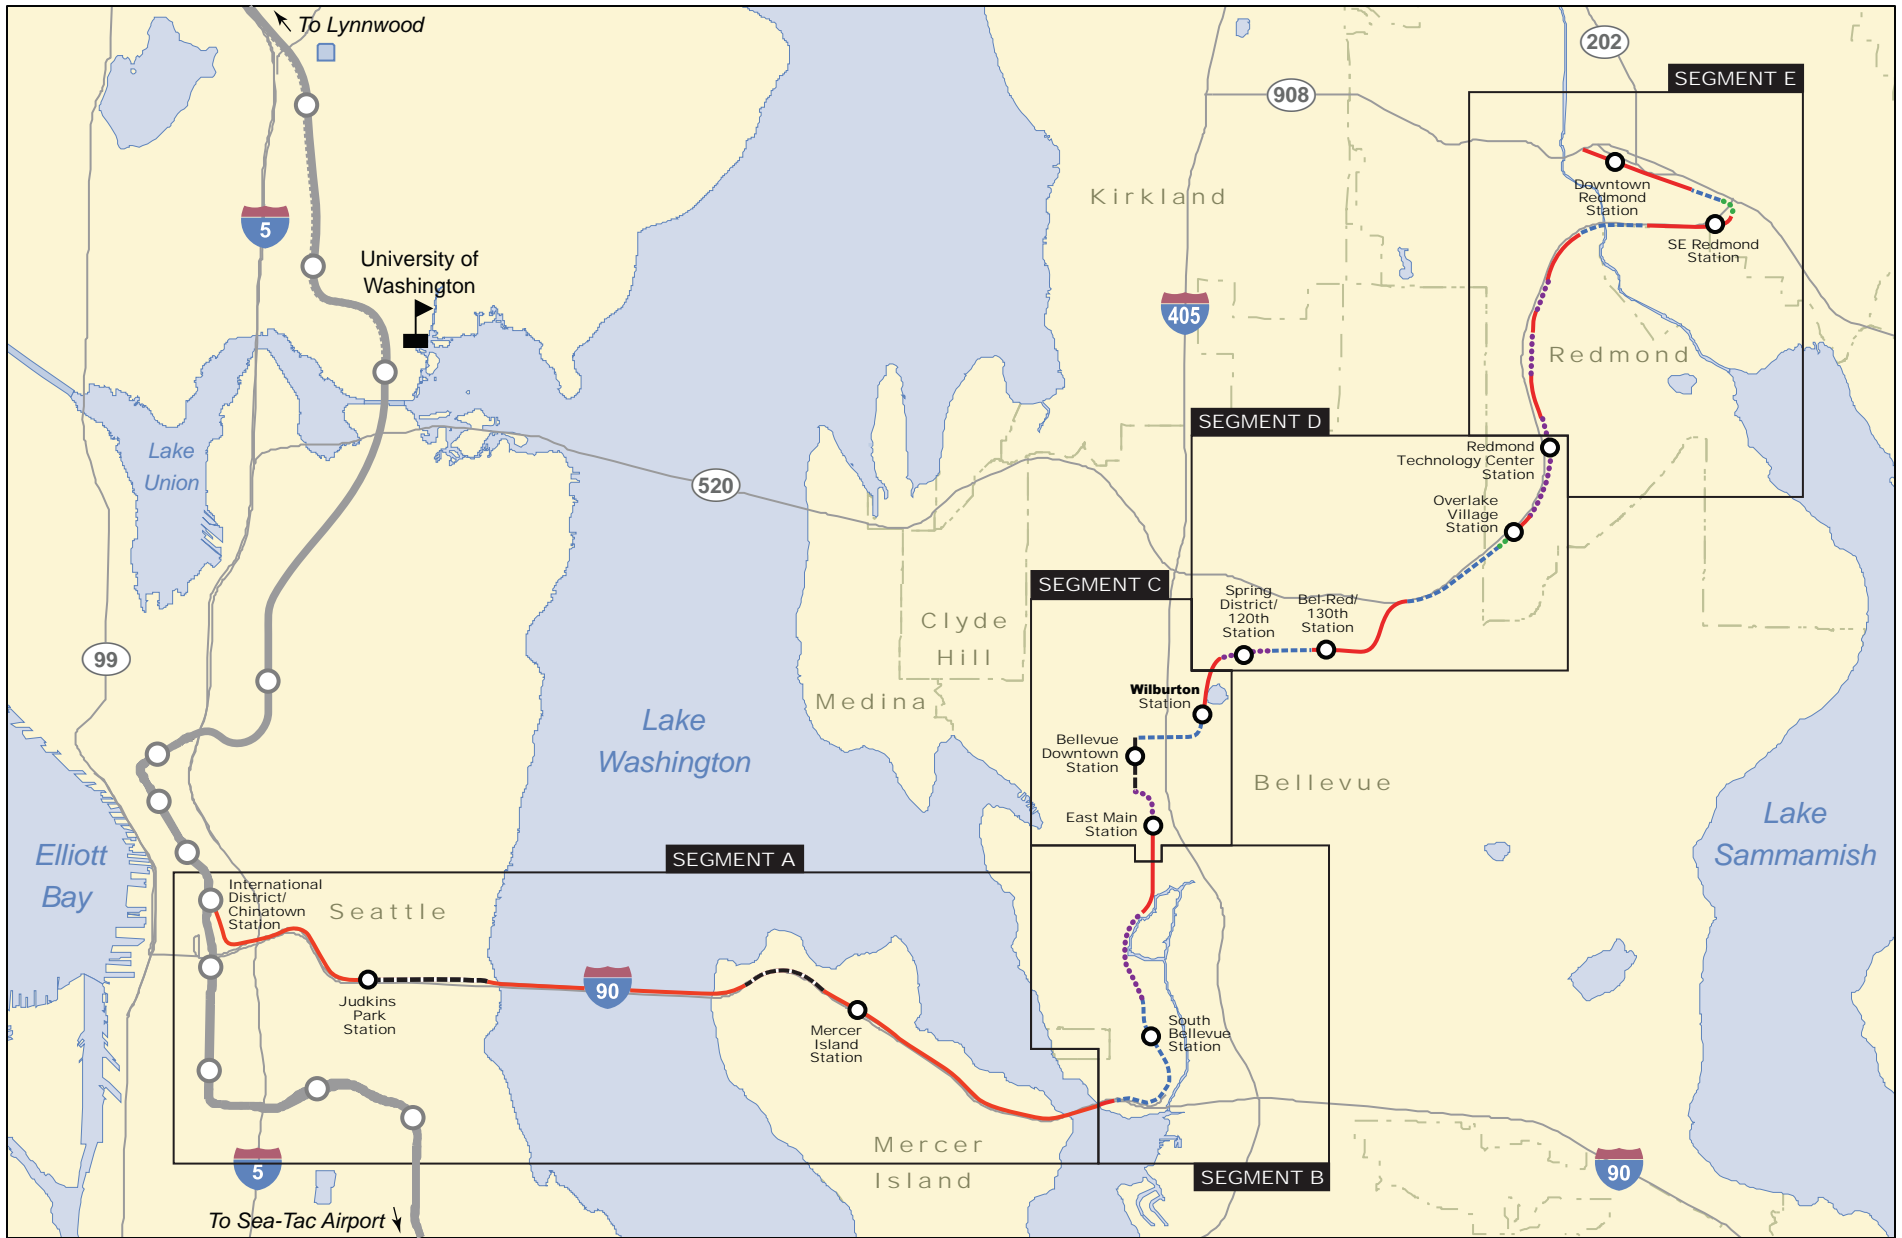 To Lynnwood
202
SEGMENT E
908
Downtown
Redmond
Station
Kirkland
5
SE Redmond
Station
University of
Washington
405
Redmond
SEGMENT D
Lake
Union
Redmond
Technology Center
Station
520
Overlake
Village
Station
SEGMENT C
Spring
District/
120th
Station
Bel-Red/
130th
Station
Clyde
Hill
99
Wilburton
Station
Medina
Lake
Washington
Bellevue
Downtown
Station
Bellevue
East Main
Station
Lake
Sammamish
Elliott
Bay
SEGMENT A
International
District/
Chinatown
Station
Seattle
90
Judkins
Park
Station
Mercer
Island
Station
South
Bellevue
Station
Mercer
Island
5
SEGMENT B
90
To Sea-Tac Airport